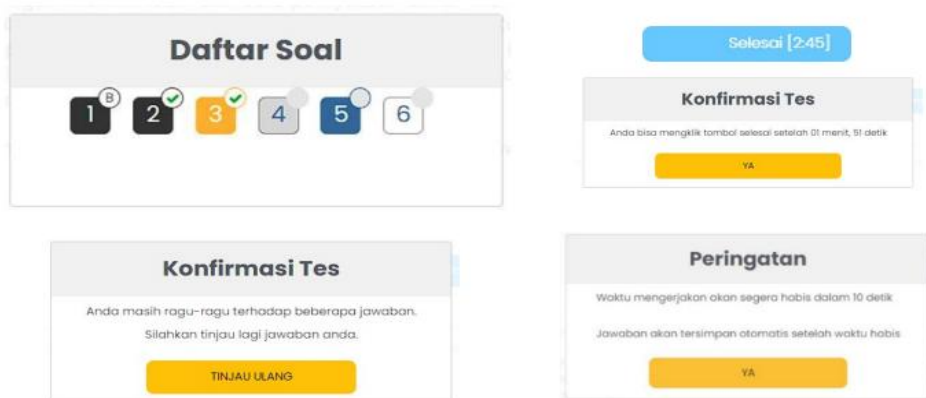 Daftar Soal
1 B 2 3 4 5 6
Selesai [2:45]
Konfirmasi Tes
Anda bisa mengklik tombol selesai setelah 01 menit, 51 detik
YA
Konfirmasi Tes
Anda masih ragu-ragu terhadap beberapa jawaban.
Silahkan tinjau lagi jawaban anda.
TINJAU ULANG
Peringatan
Waktu mengerjakan akan segera habis dalam 10 detik
Jawaban akan tersimpan otomatis setelah waktu habis
YA